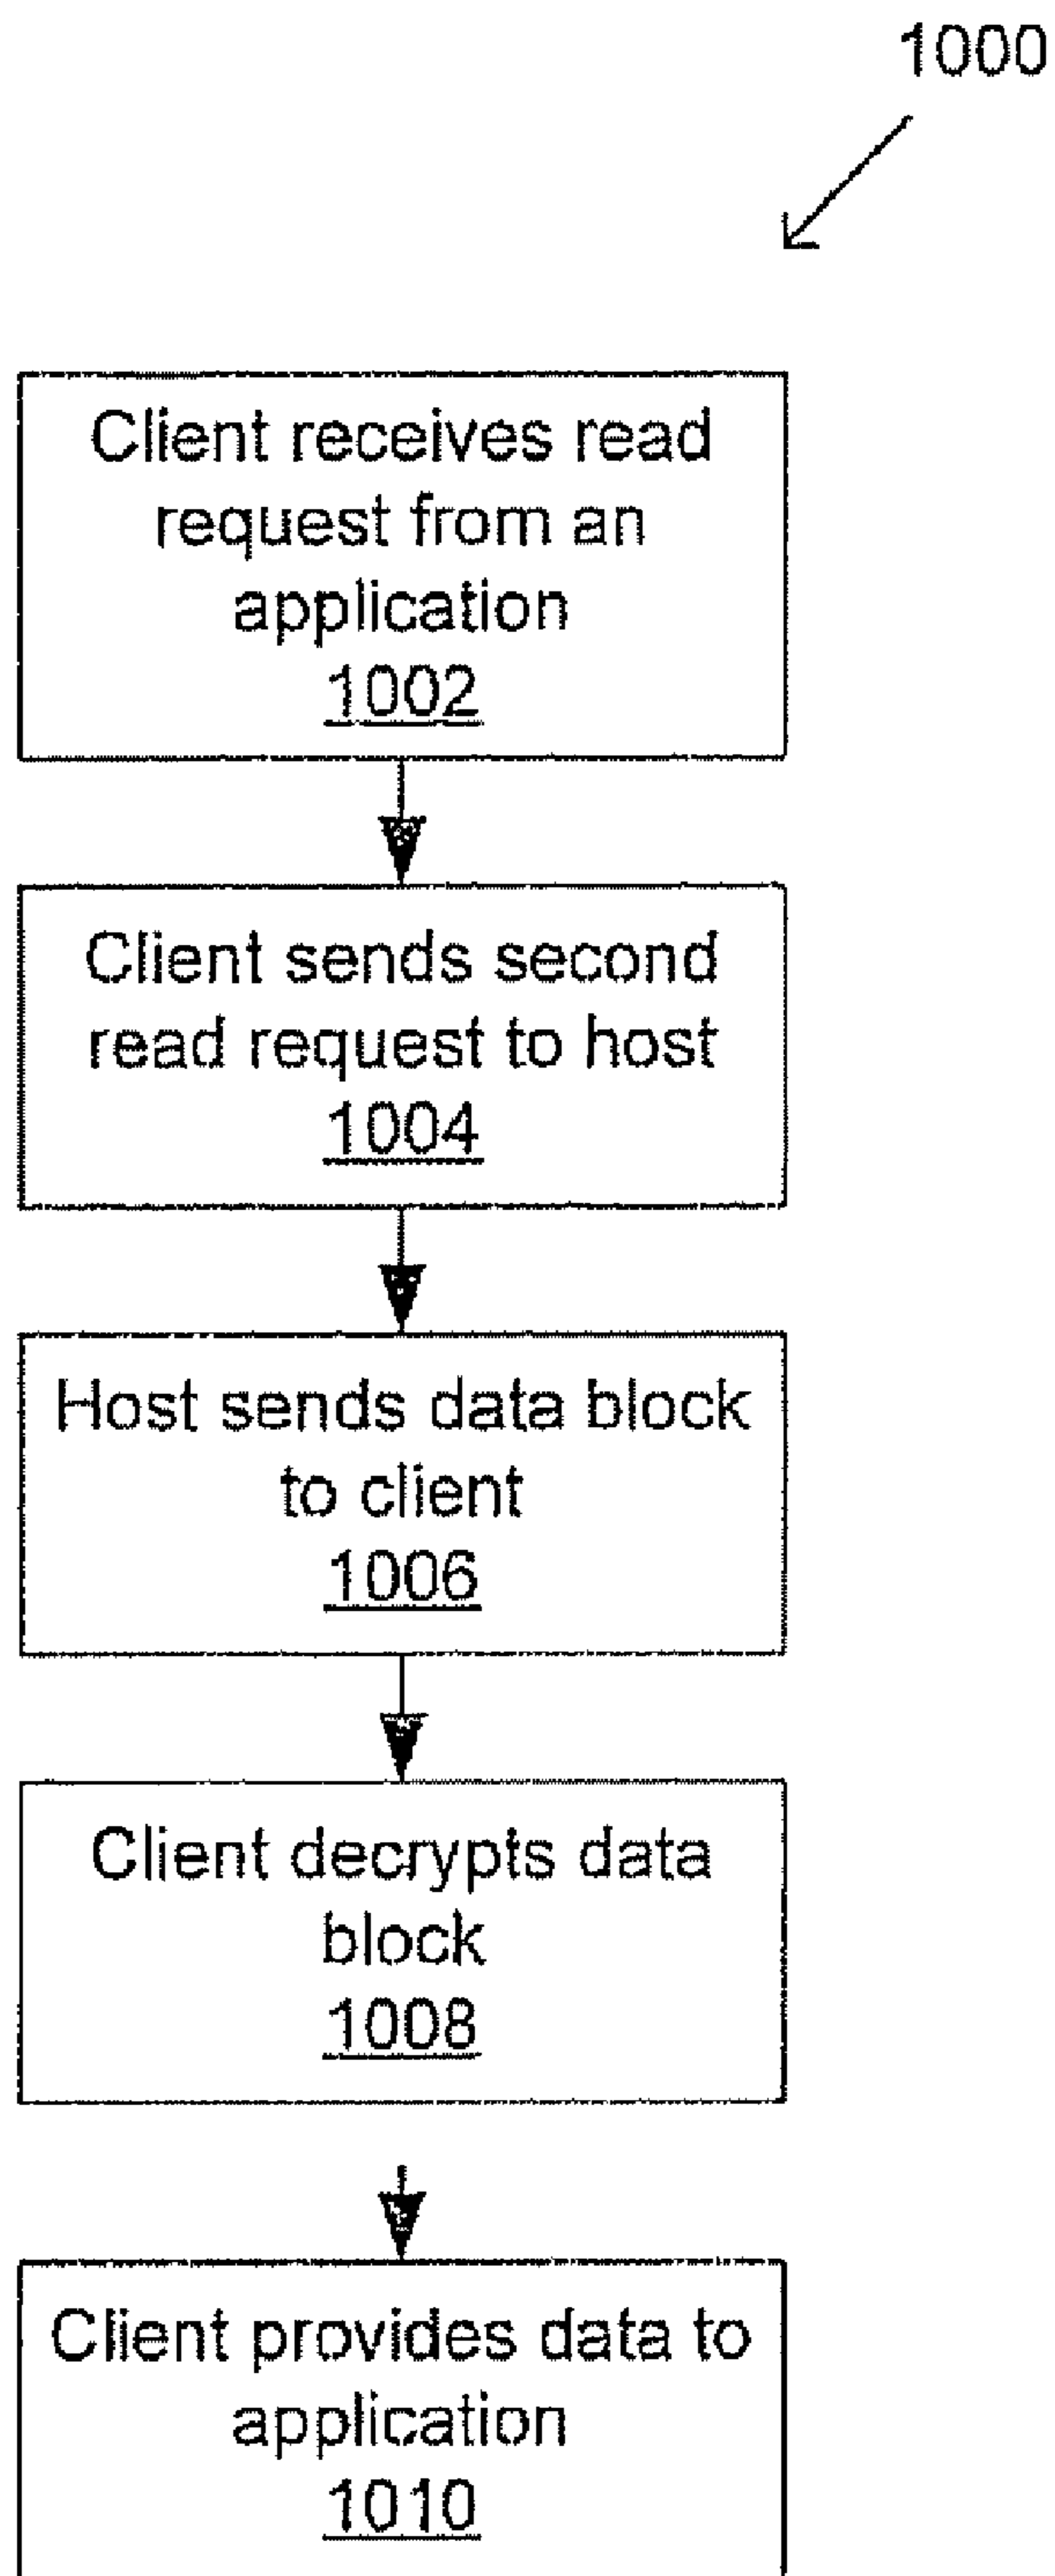 1000
Client receives read
request from an
application
1002
Client sends second
read request to host
1004
Host sends data block
to client
1006
Client decrypts data
block
1008
Client provides data to
application
1010